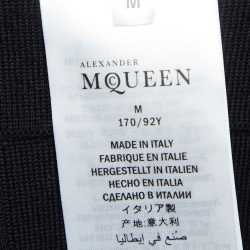 M
ALEXANDER
McQUEEN
M
170/92Y
MADE IN ITALY
FABRIQUE EN ITALIE
HERGESTELLT IN ITALIEN
HECHO EN ITALIA
СДЕЛАНО В ИТАЛИИ
イタリア製
产地:意大利
صنع في إيطاليا